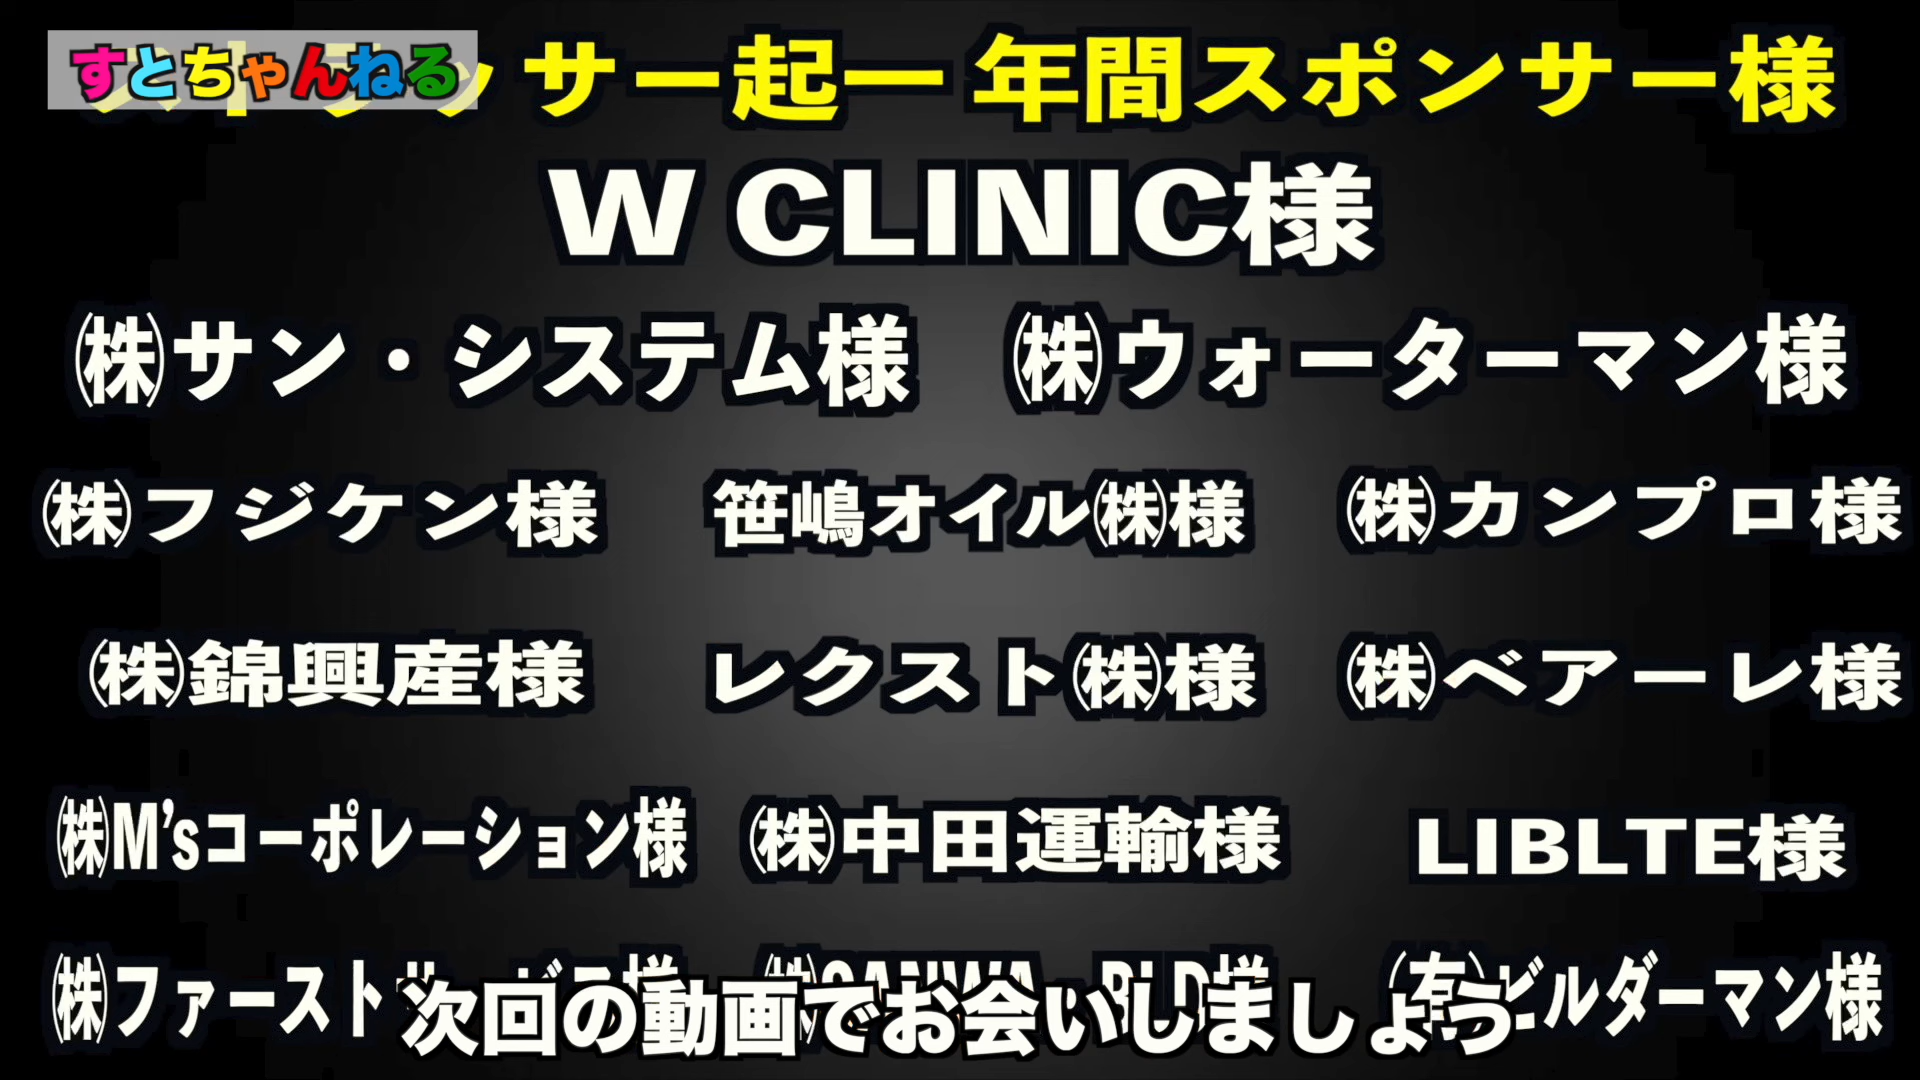 すとちゃんねる
ストラッサー起一 年間スポンサー様
W CLINIC様
㈱サン・システム様 ㈱ウォーターマン様
㈱フジケン様 笹嶋オイル㈱様 ㈱カンプロ様
㈱錦興産様 レクスト㈱様 ㈱ベアーレ様
㈱M'sコーポレーション様 ㈱中田運輸様 LIBLTE様
㈱ファースト ㈲ビルダーマン様
次回の動画でお会いしましょう